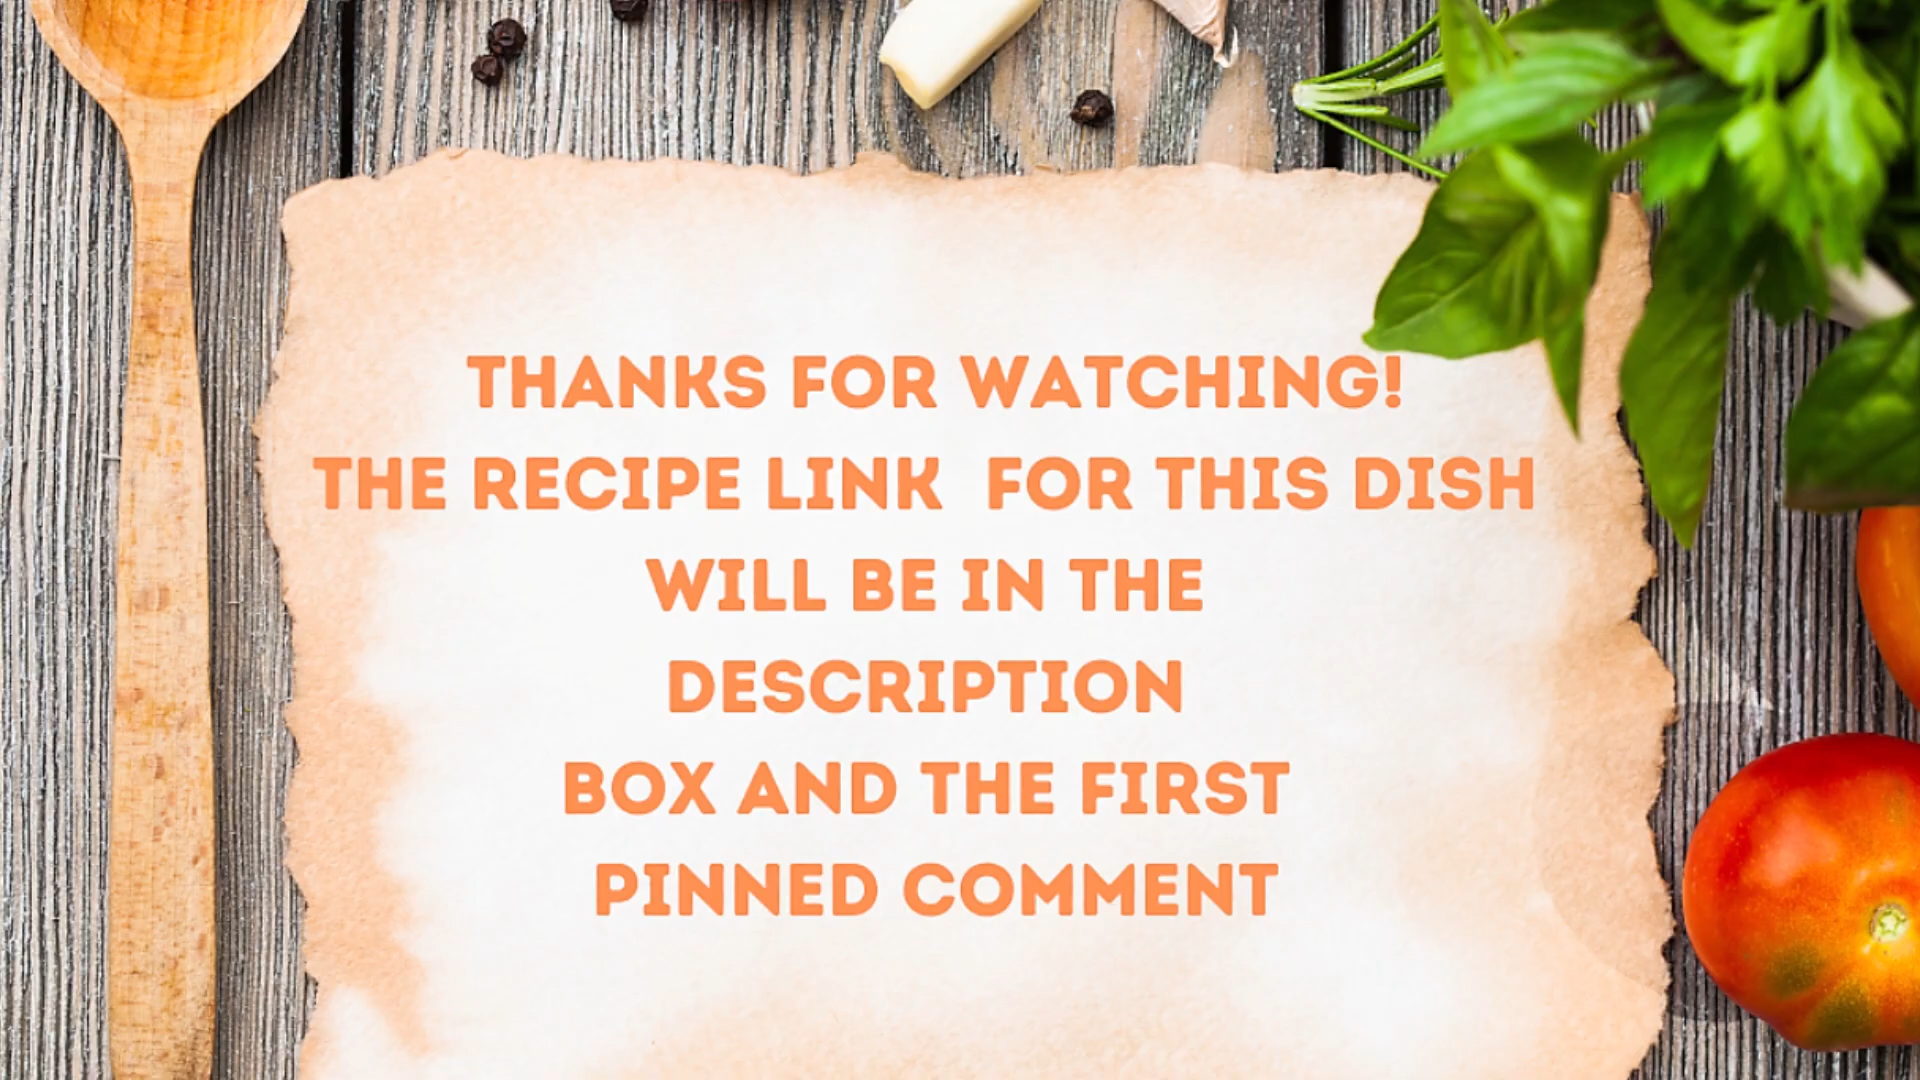 THANKS FOR WATCHING!
THE RECIPE LINK  FOR THIS DISH
WILL BE IN THE
DESCRIPTION
BOX AND THE FIRST
PINNED COMMENT